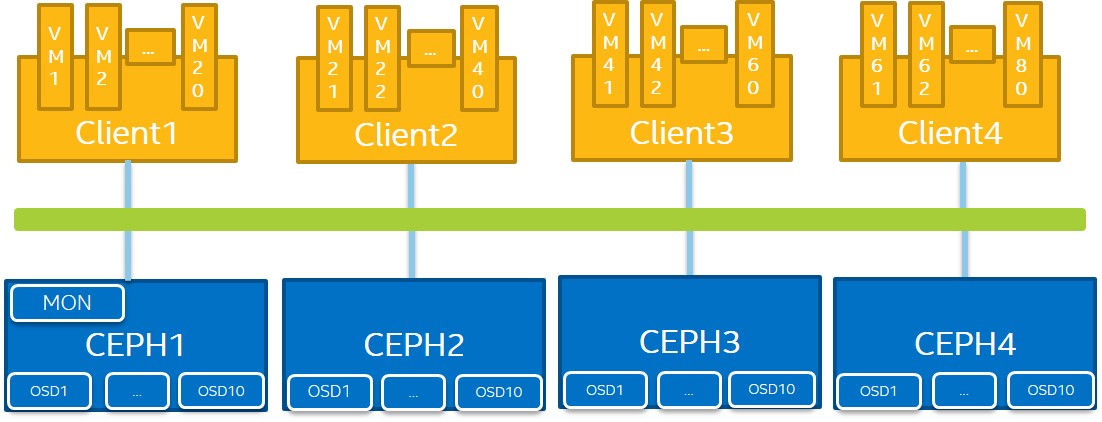 VM1 VM2 ... VM20
Client1
VM21 VM22 ... VM40
Client2
VM41 VM42 ... VM60
Client3
VM61 VM62 ... VM80
Client4
MON
CEPH1
OSD1 ... OSD10
CEPH2
OSD1 ... OSD10
CEPH3
OSD1 ... OSD10
CEPH4
OSD1 ... OSD10